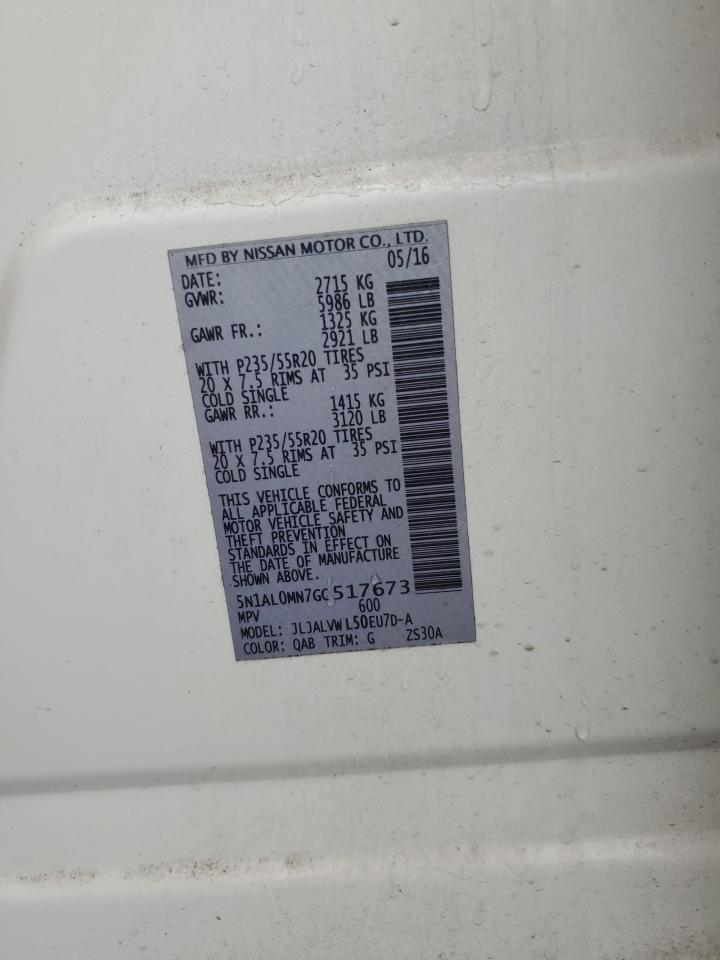 MFD BY NISSAN MOTOR CO., LTD.
DATE: 05/16
GVWR: 2715 KG
5986 LB
GAWR FR.: 1325 KG
2921 LB
WITH P235/55R20 TIRES
20 X 7.5 RIMS AT 35 PSI
COLD SINGLE
GAWR RR.: 1415 KG
3120 LB
WITH P235/55R20 TIRES
20 X 7.5 RIMS AT 35 PSI
COLD SINGLE
THIS VEHICLE CONFORMS TO
ALL APPLICABLE FEDERAL
MOTOR VEHICLE SAFETY AND
THEFT PREVENTION
STANDARDS IN EFFECT ON
THE DATE OF MANUFACTURE
SHOWN ABOVE.
5N1AL0MN7GC517673
MPV 600
MODEL: JLJALVWL50EU7D-A
COLOR: QAB TRIM: G ZS30A